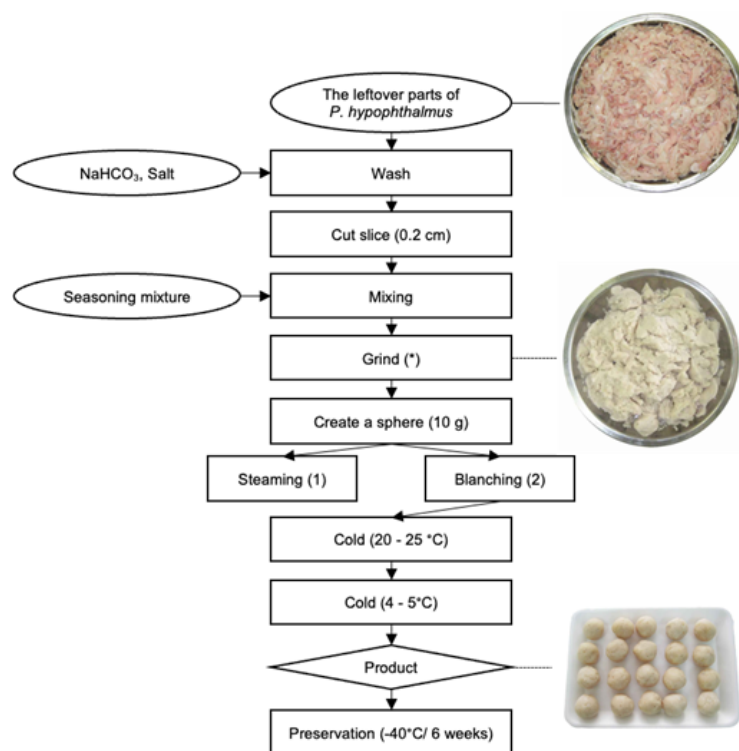 The leftover parts of
P. hypophthalmus
NaHCO₃, Salt
Wash
Cut slice (0.2 cm)
Seasoning mixture
Mixing
Grind (*)
Create a sphere (10 g)
Steaming (1)
Blanching (2)
Cold (20 - 25 °C)
Cold (4 - 5°C)
Product
Preservation (-40°C/ 6 weeks)